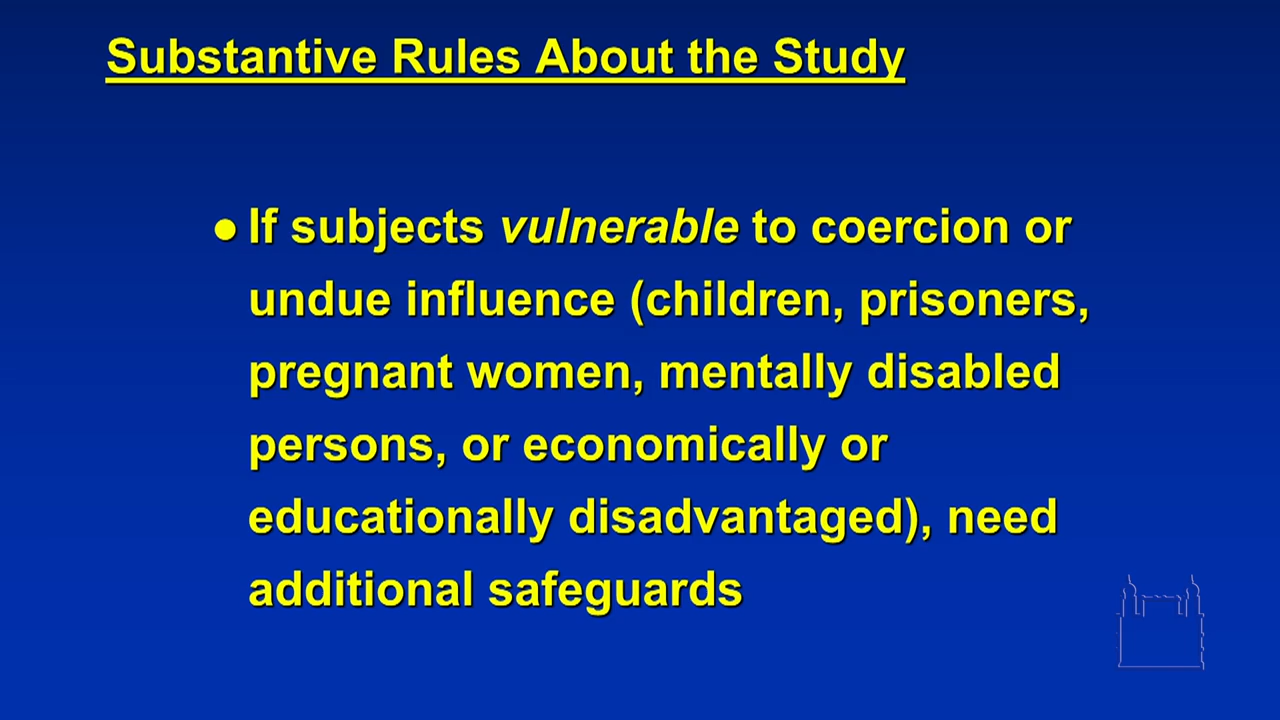 Substantive Rules About the Study
● If subjects vulnerable to coercion or
undue influence (children, prisoners,
pregnant women, mentally disabled
persons, or economically or
educationally disadvantaged), need
additional safeguards